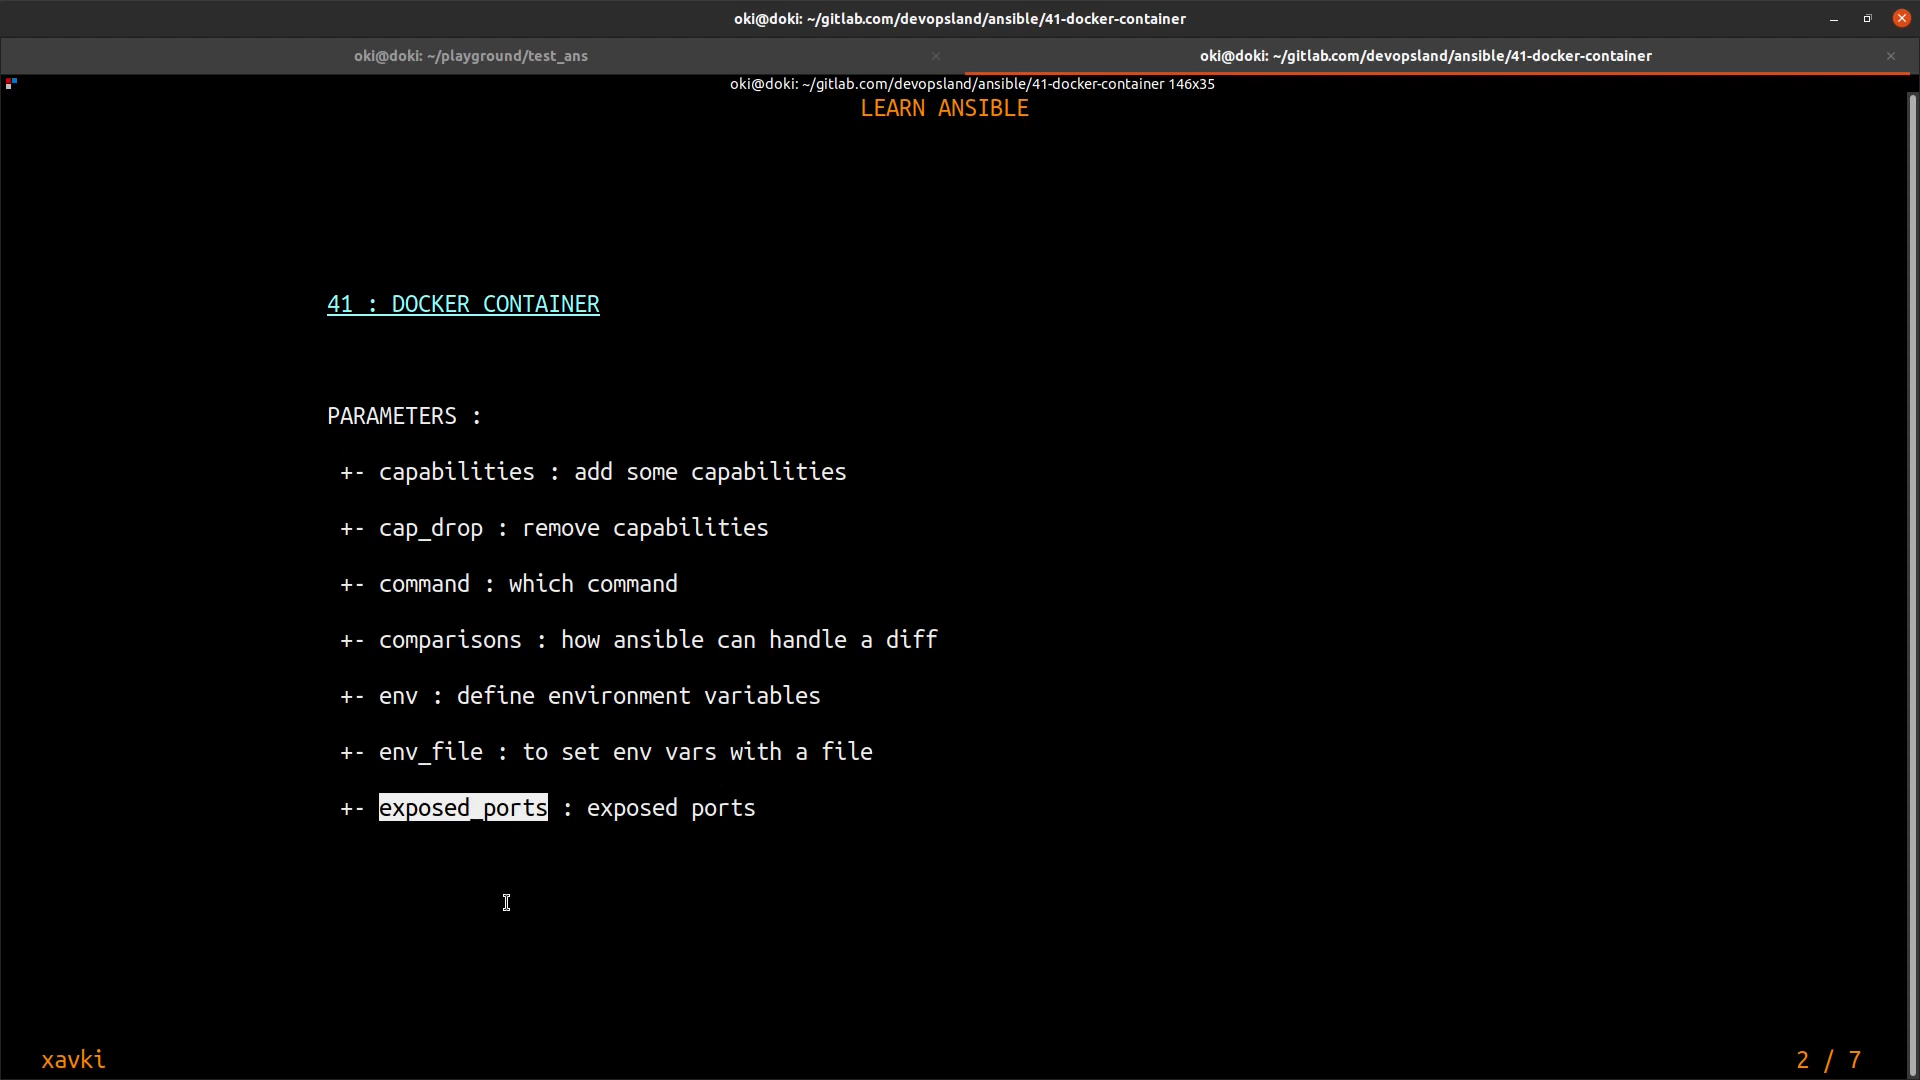 oki@doki: ~/gitlab.com/devopsland/ansible/41-docker-container
oki@doki: ~/playground/test_ans
oki@doki: ~/gitlab.com/devopsland/ansible/41-docker-container
oki@doki: ~/gitlab.com/devopsland/ansible/41-docker-container 146x35
LEARN ANSIBLE
41 : DOCKER CONTAINER
PARAMETERS :
+- capabilities : add some capabilities
+- cap_drop : remove capabilities
+- command : which command
+- comparisons : how ansible can handle a diff
+- env : define environment variables
+- env_file : to set env vars with a file
+- exposed_ports : exposed ports
xavki
2 / 7